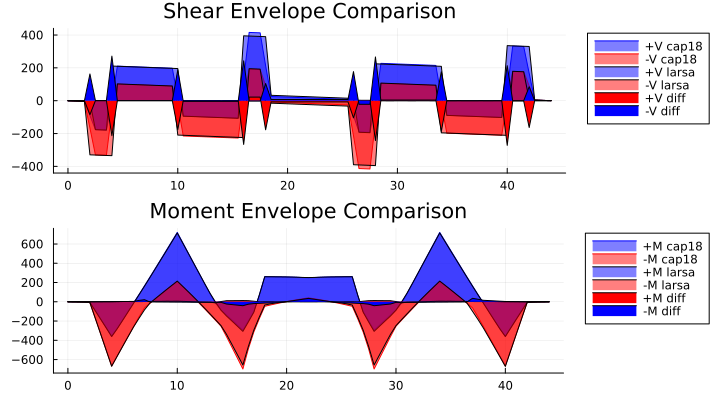 Shear Envelope Comparison
400
200
0
−200
−400
0 10 20 30 40
+V cap18
-V cap18
+V larsa
-V larsa
+V diff
-V diff
Moment Envelope Comparison
600
400
200
0
−200
−400
−600
0 10 20 30 40
+M cap18
-M cap18
+M larsa
-M larsa
+M diff
-M diff